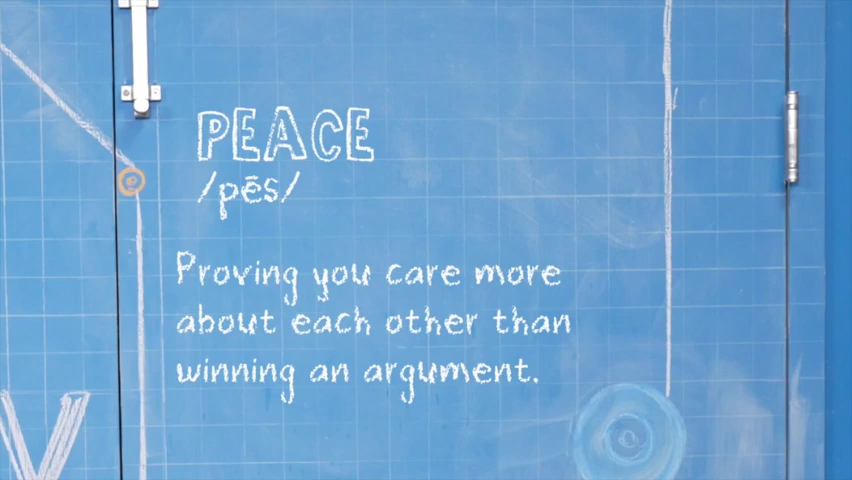 PEACE
/pēs/
Proving you care more
about each other than
winning an argument.